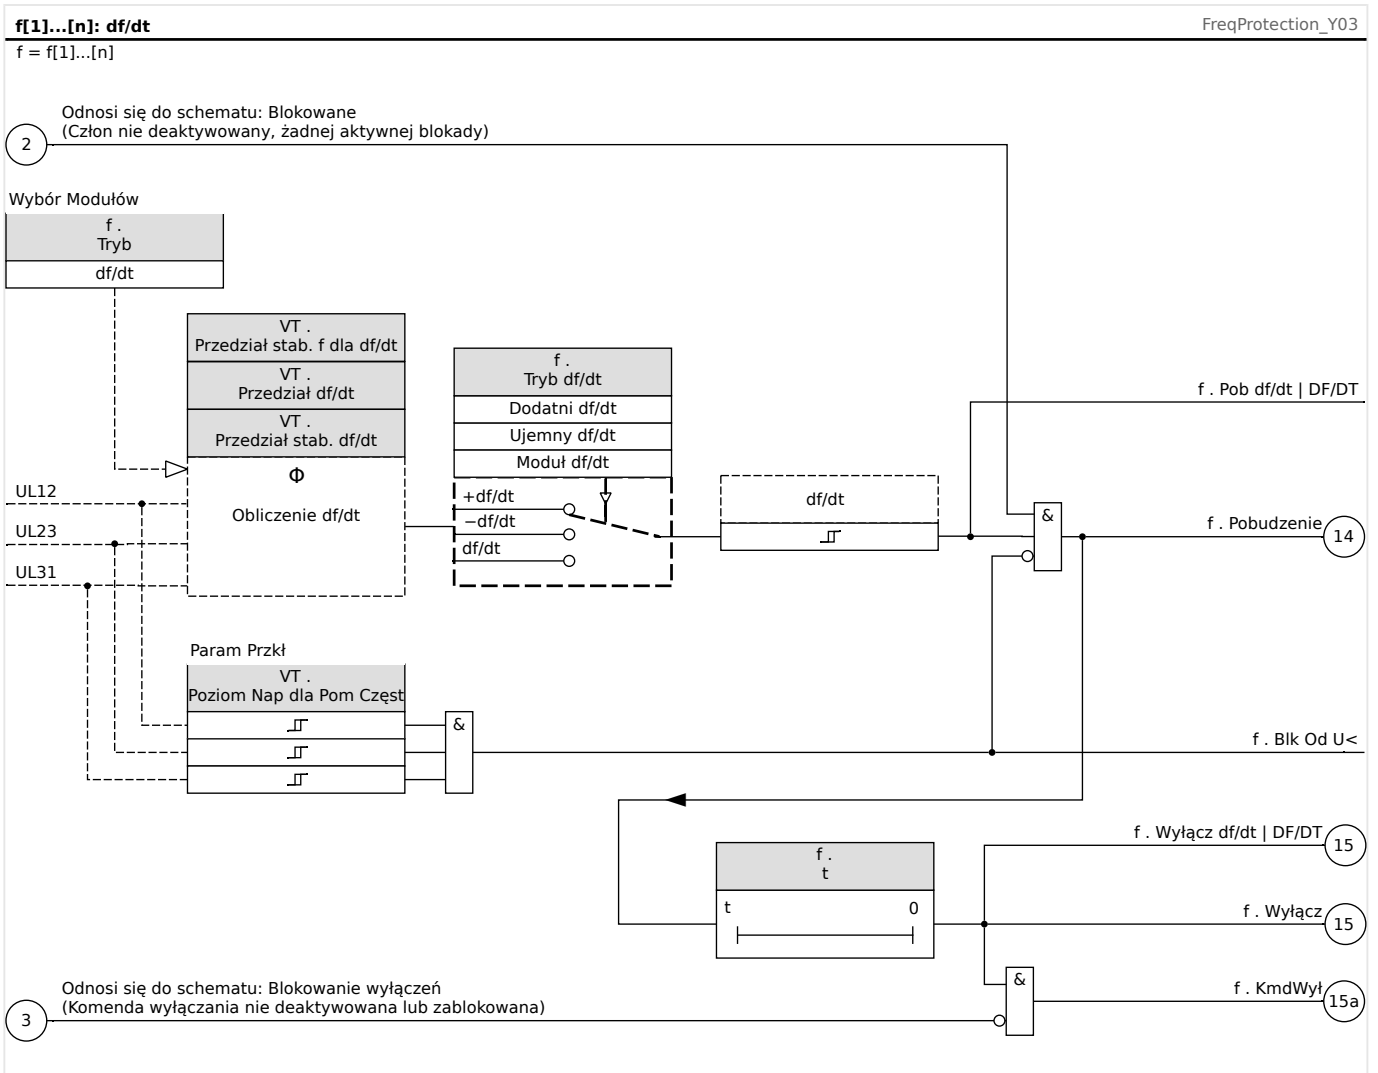 f[1]...[n]: df/dt
FreqProtection_Y03
f = f[1]...[n]
Odnosi się do schematu: Blokowane
(Człon nie deaktywowany, żadnej aktywnej blokady)
2
Wybór Modułów
f .
Tryb
df/dt
VT .
Przedział stab. f dla df/dt
VT .
Przedział df/dt
VT .
Przedział stab. df/dt
Φ
Obliczenie df/dt
f .
Tryb df/dt
Dodatni df/dt
Ujemny df/dt
Moduł df/dt
+df/dt
−df/dt
df/dt
df/dt
f . Pob df/dt | DF/DT
&
f . Pobudzenie
14
UL12
UL23
UL31
Param Przkł
VT .
Poziom Nap dla Pom Częst
&
f . Blk Od U<
f .
t
t
0
f . Wyłącz df/dt | DF/DT
15
f . Wyłącz
15
&
f . KmdWył
15a
Odnosi się do schematu: Blokowanie wyłączeń
(Komenda wyłączania nie deaktywowana lub zablokowana)
3